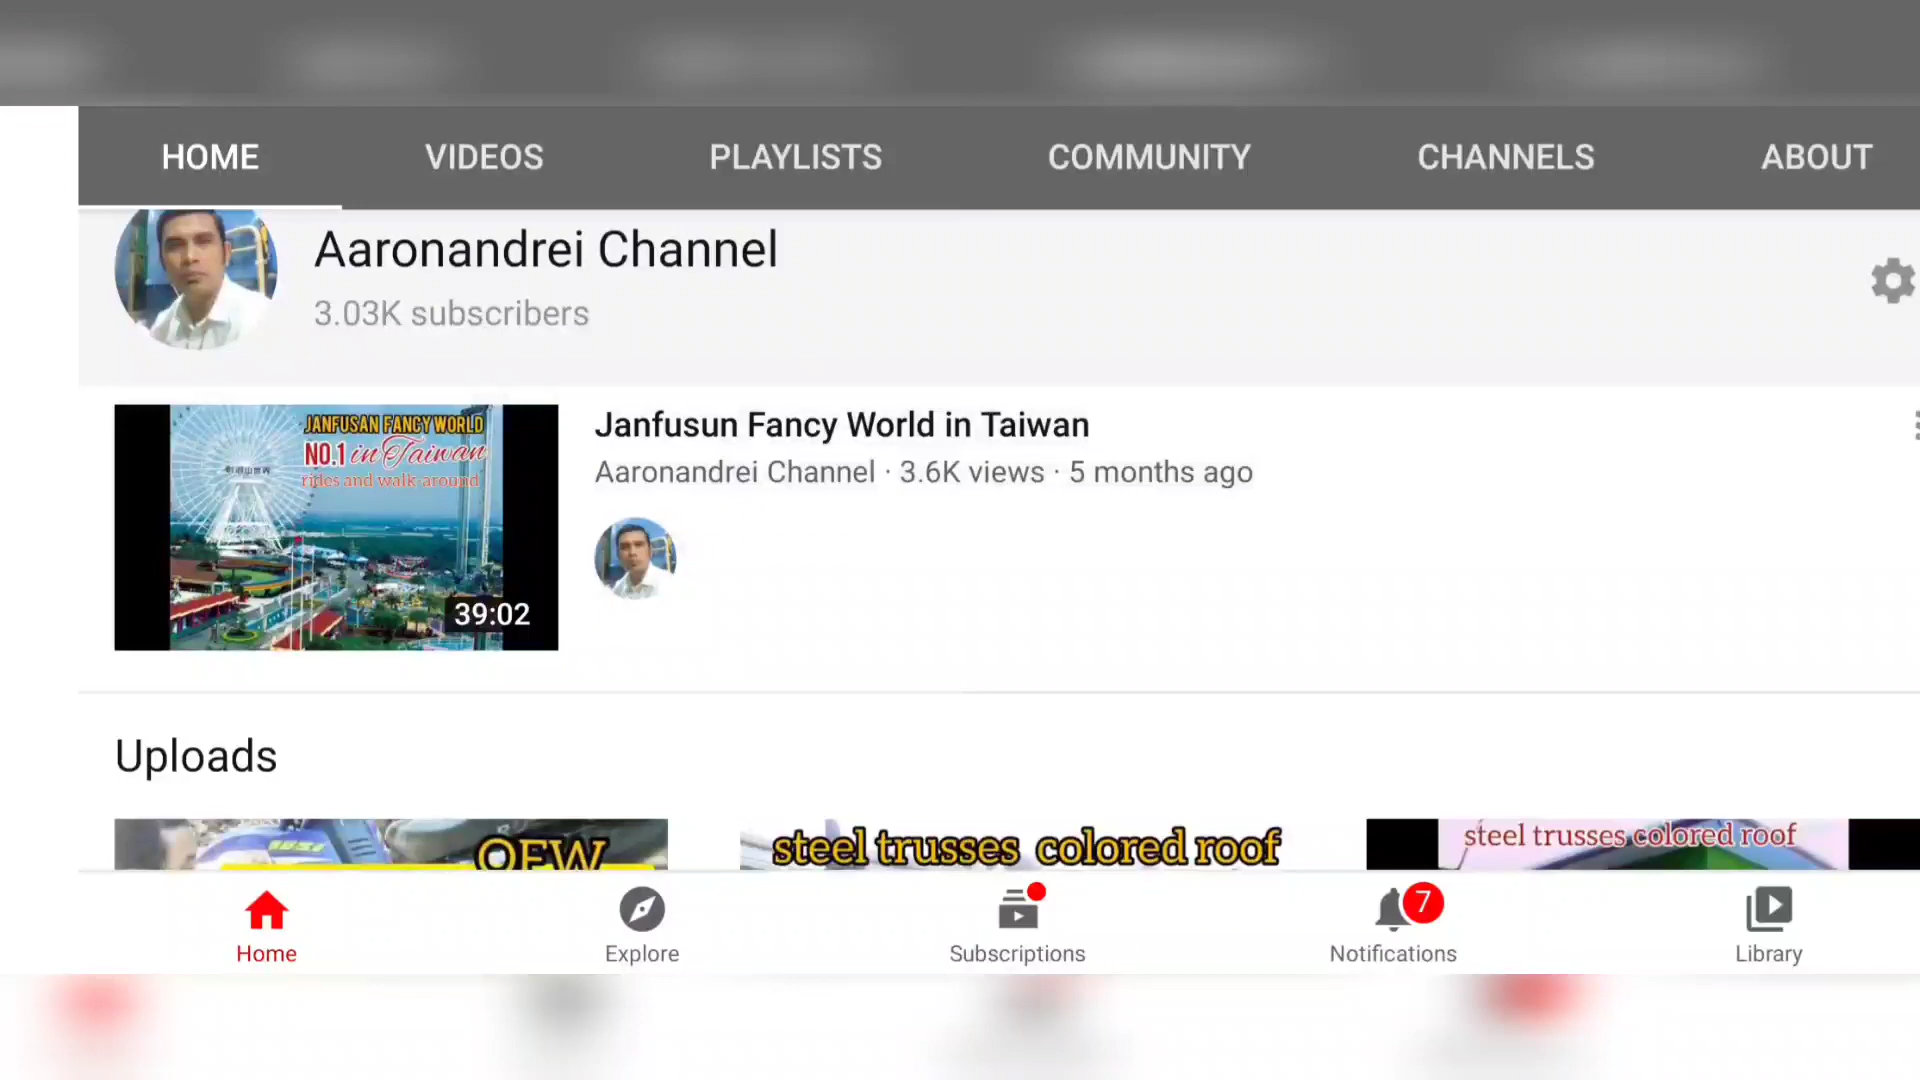 HOME VIDEOS PLAYLISTS COMMUNITY CHANNELS ABOUT
Aaronandrei Channel
3.03K subscribers
JANFUSAN FANCY WORLD
NO.1 in Taiwan
rides and walk around
39:02
Janfusun Fancy World in Taiwan
Aaronandrei Channel · 3.6K views · 5 months ago
Uploads
OFW
steel trusses colored roof
steel trusses colored roof
Home Explore Subscriptions Notifications Library
7